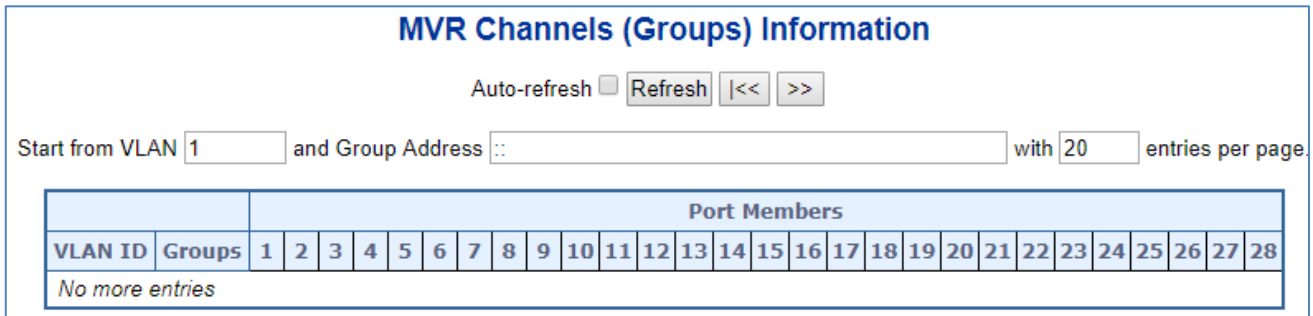 MVR Channels (Groups) Information
Auto-refresh Refresh |<< >>
Start from VLAN 1 and Group Address :: with 20 entries per page.
Port Members
VLAN ID Groups 1 2 3 4 5 6 7 8 9 10 11 12 13 14 15 16 17 18 19 20 21 22 23 24 25 26 27 28
No more entries